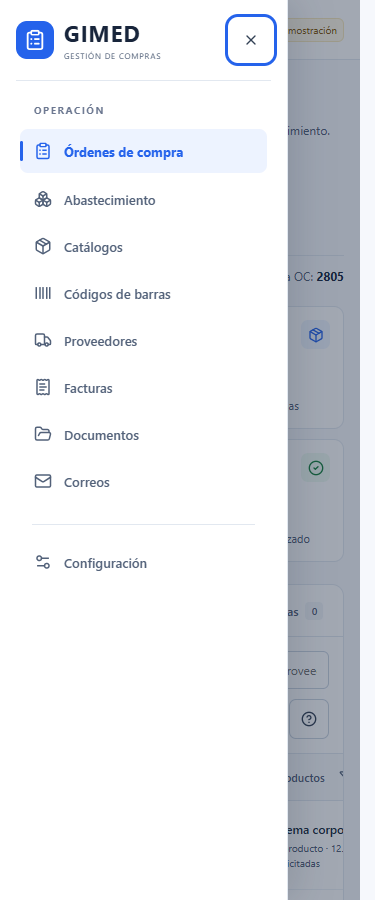 GIMED
GESTIÓN DE COMPRAS
mostración
OPERACIÓN
imiento.
Órdenes de compra
Abastecimiento
Catálogos
a OC: 2805
Códigos de barras
Proveedores
Facturas
as
Documentos
Correos
zado
Configuración
as 0
rovee
oductos
ema corpo
roducto · 12.
icitadas